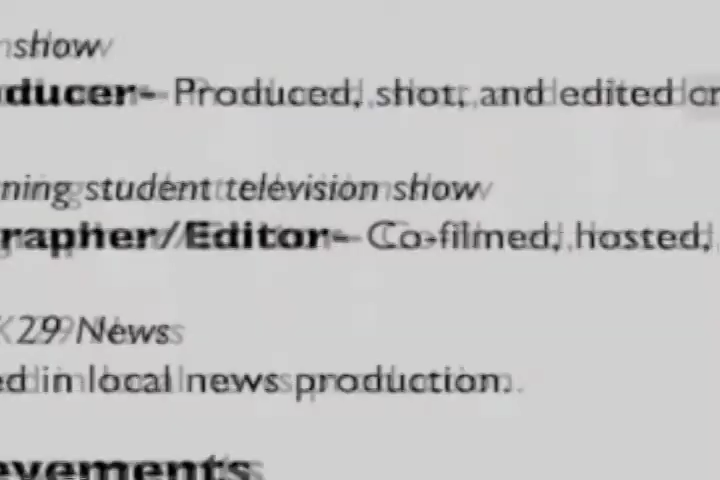 show
ducer- Produced, shot, and edited or
ning student television show
rapher/Editor- Co-filmed, hosted,
29 News
ed in local news production.
evements